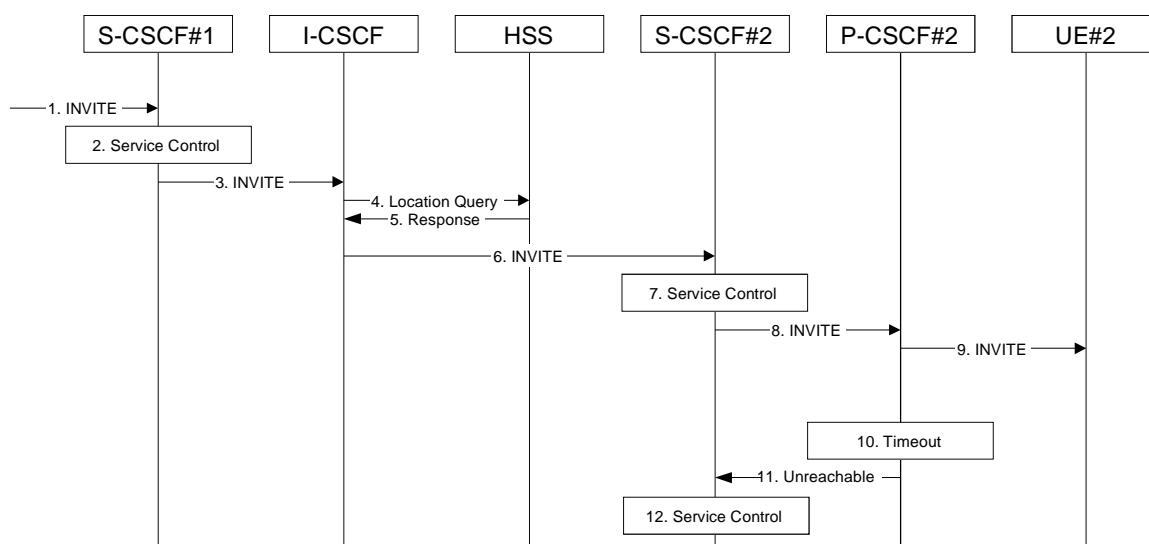 S-CSCF#1
I-CSCF
HSS
S-CSCF#2
P-CSCF#2
UE#2
1. INVITE
2. Service Control
3. INVITE
4. Location Query
5. Response
6. INVITE
7. Service Control
8. INVITE
9. INVITE
10. Timeout
11. Unreachable
12. Service Control